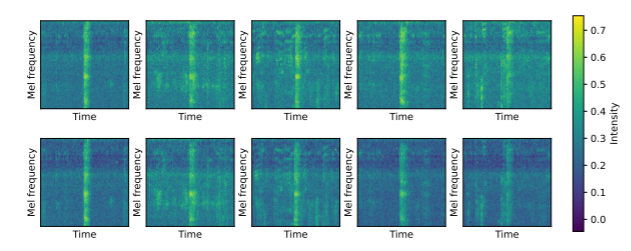 Mel frequency
Time
Mel frequency
Time
Mel frequency
Time
Mel frequency
Time
Mel frequency
Time
Mel frequency
Time
Mel frequency
Time
Mel frequency
Time
Mel frequency
Time
Mel frequency
Time
0.7
0.6
0.5
0.4
0.3
0.2
0.1
0.0
Intensity